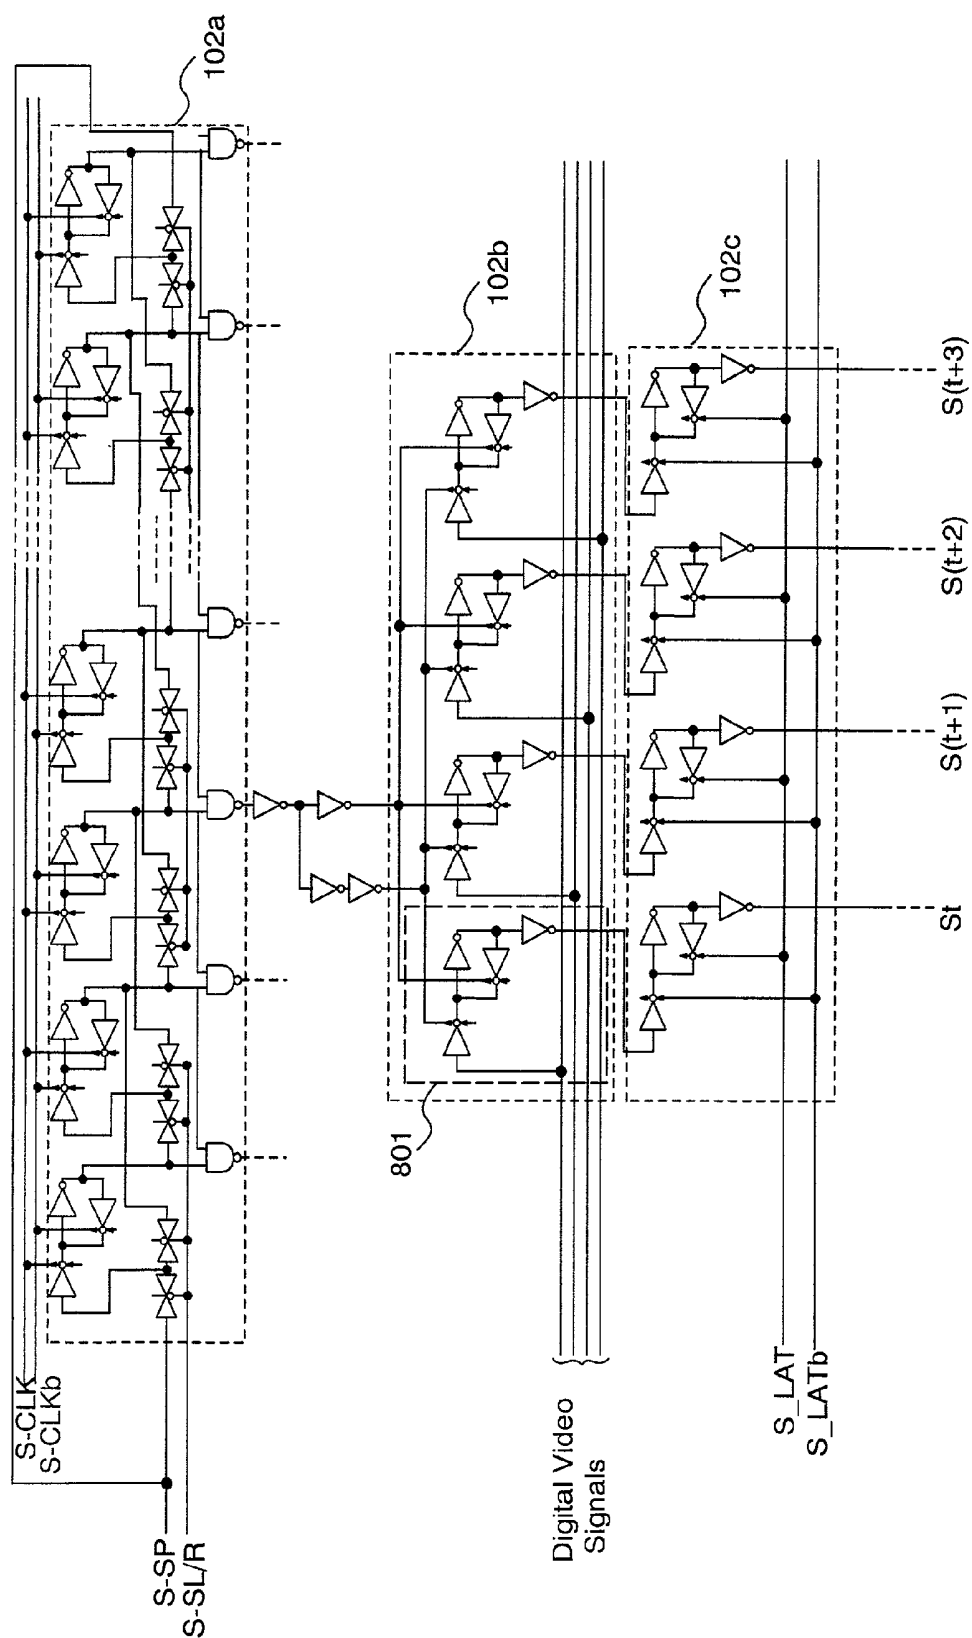 S-CLK
S-CLKb
S-SP
S-SL/R
102a
102b
801
Digital Video
Signals
102c
S_LAT
S_LATb
St
S(t+1)
S(t+2)
S(t+3)